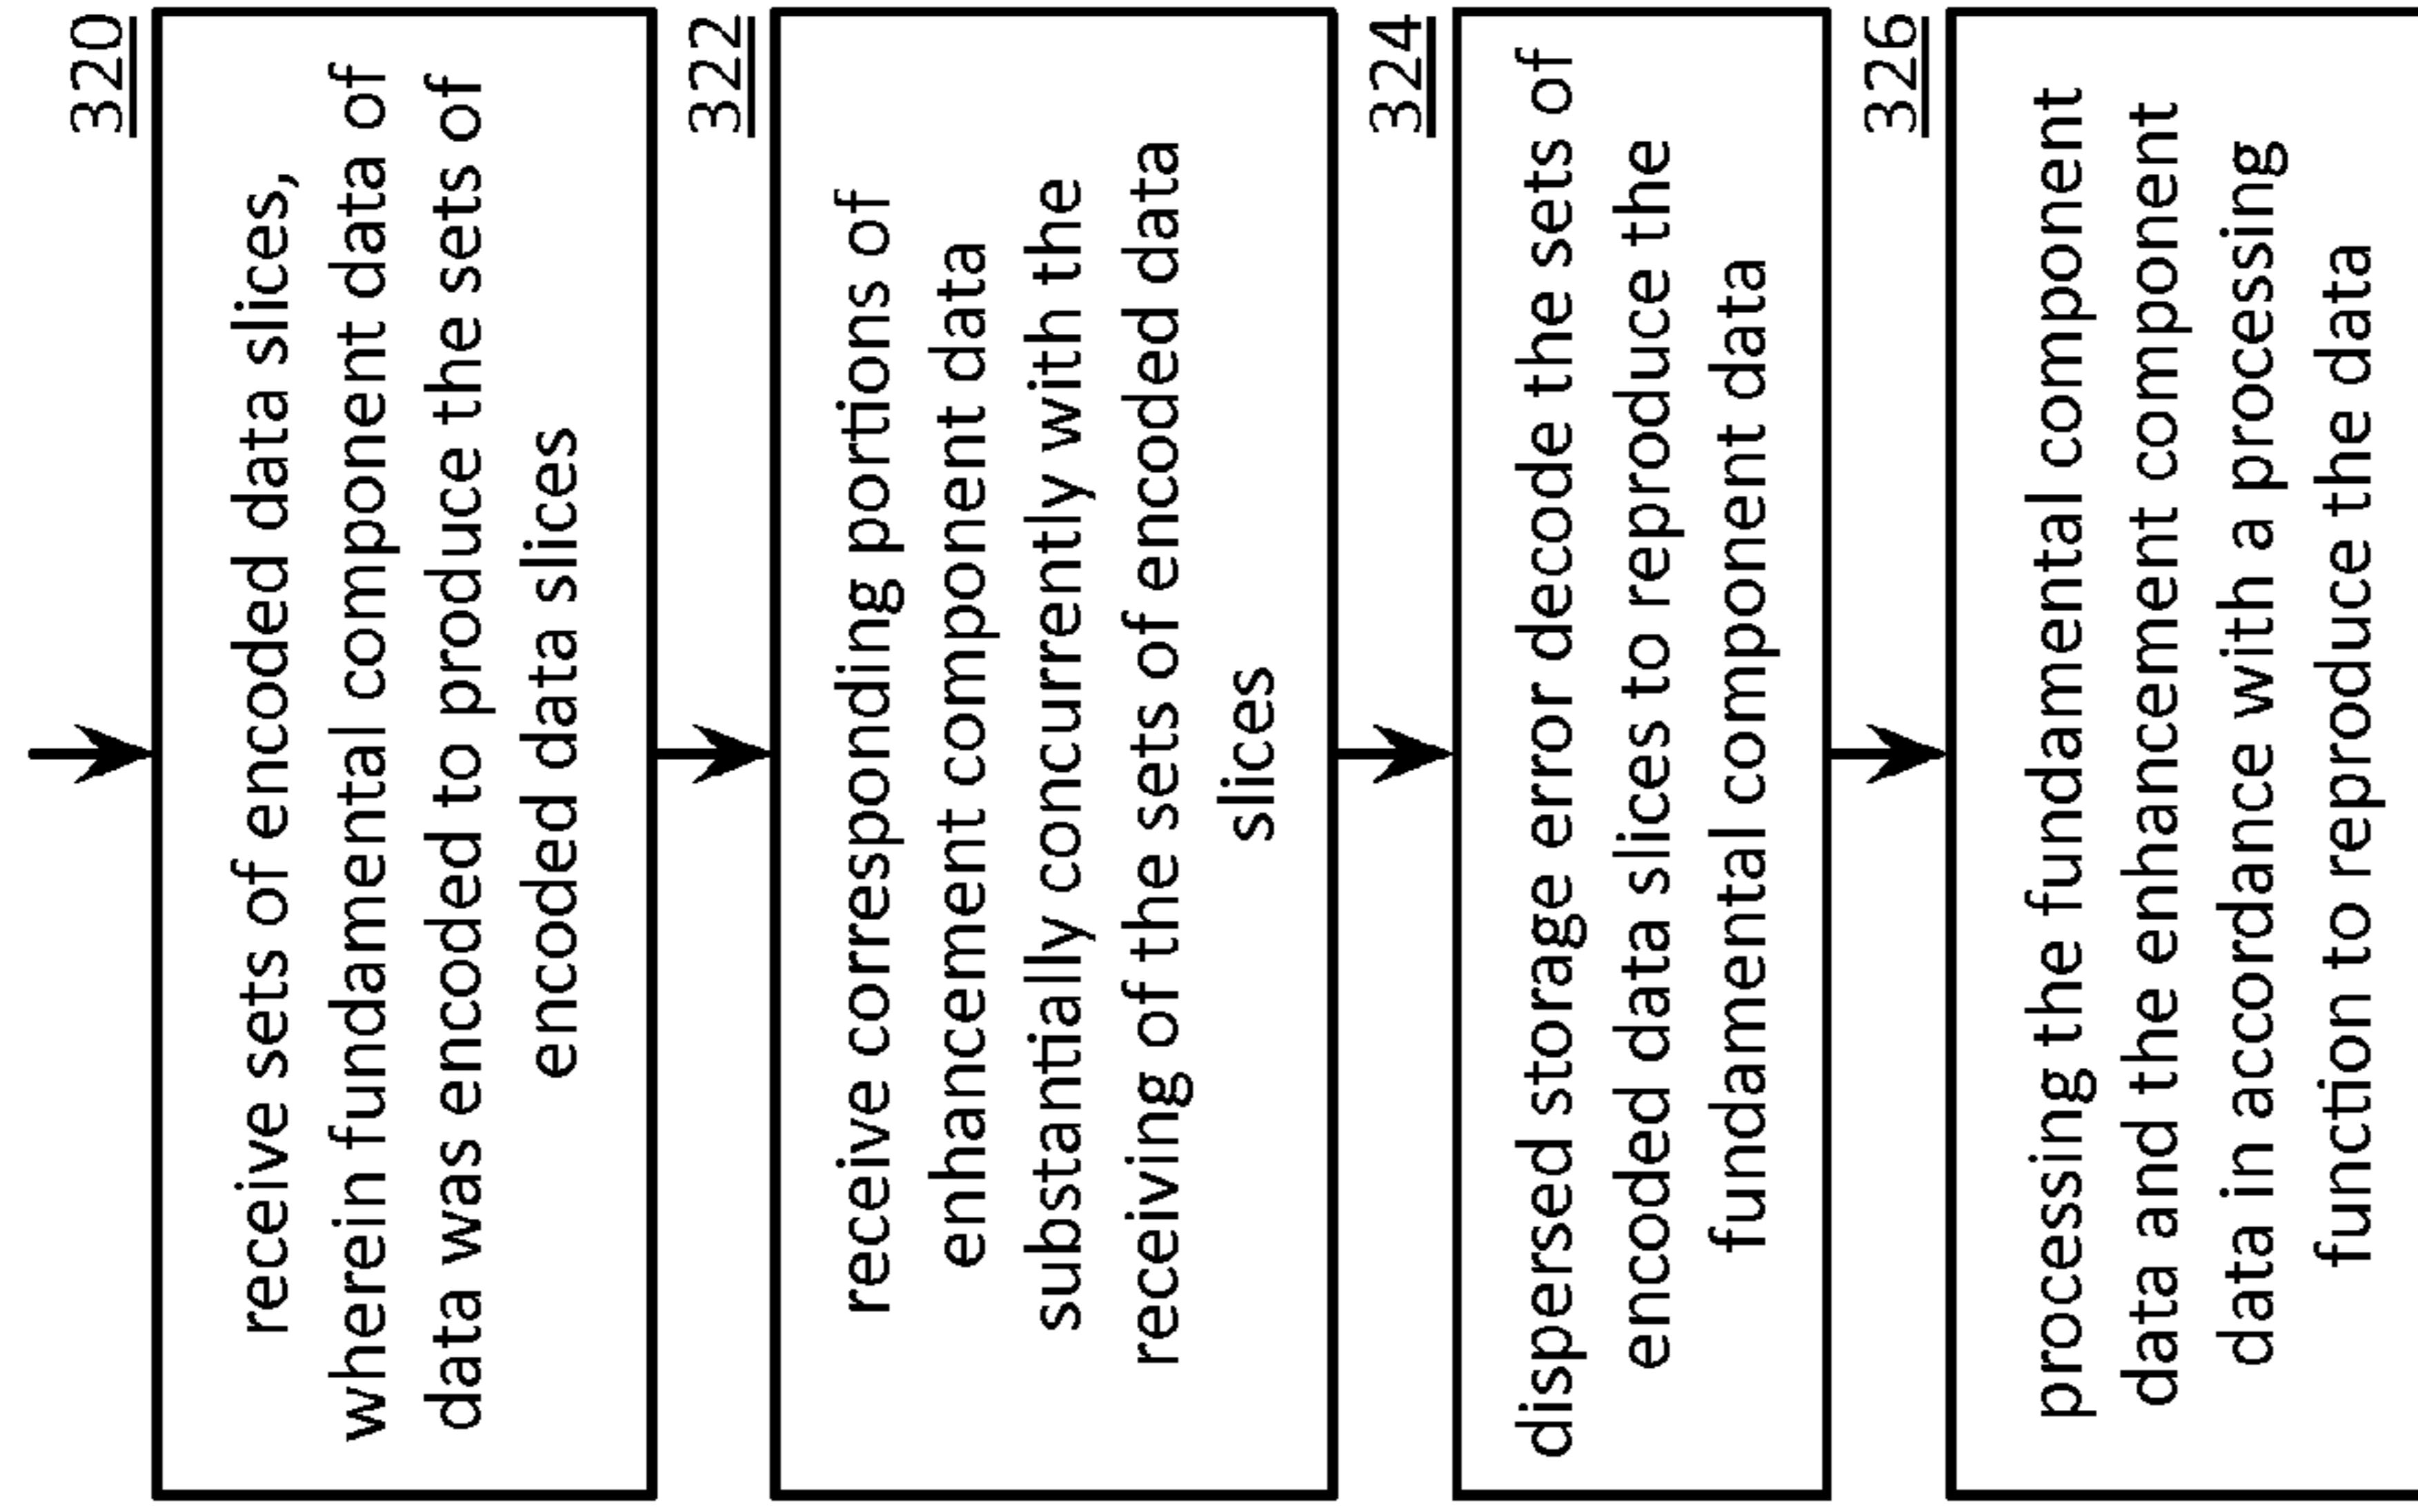 320
receive sets of encoded data slices,
wherein fundamental component data of
data was encoded to produce the sets of
encoded data slices
322
receive corresponding portions of
enhancement component data
substantially concurrently with the
receiving of the sets of encoded data
slices
324
dispersed storage error decode the sets of
encoded data slices to reproduce the
fundamental component data
326
processing the fundamental component
data and the enhancement component
data in accordance with a processing
function to reproduce the data